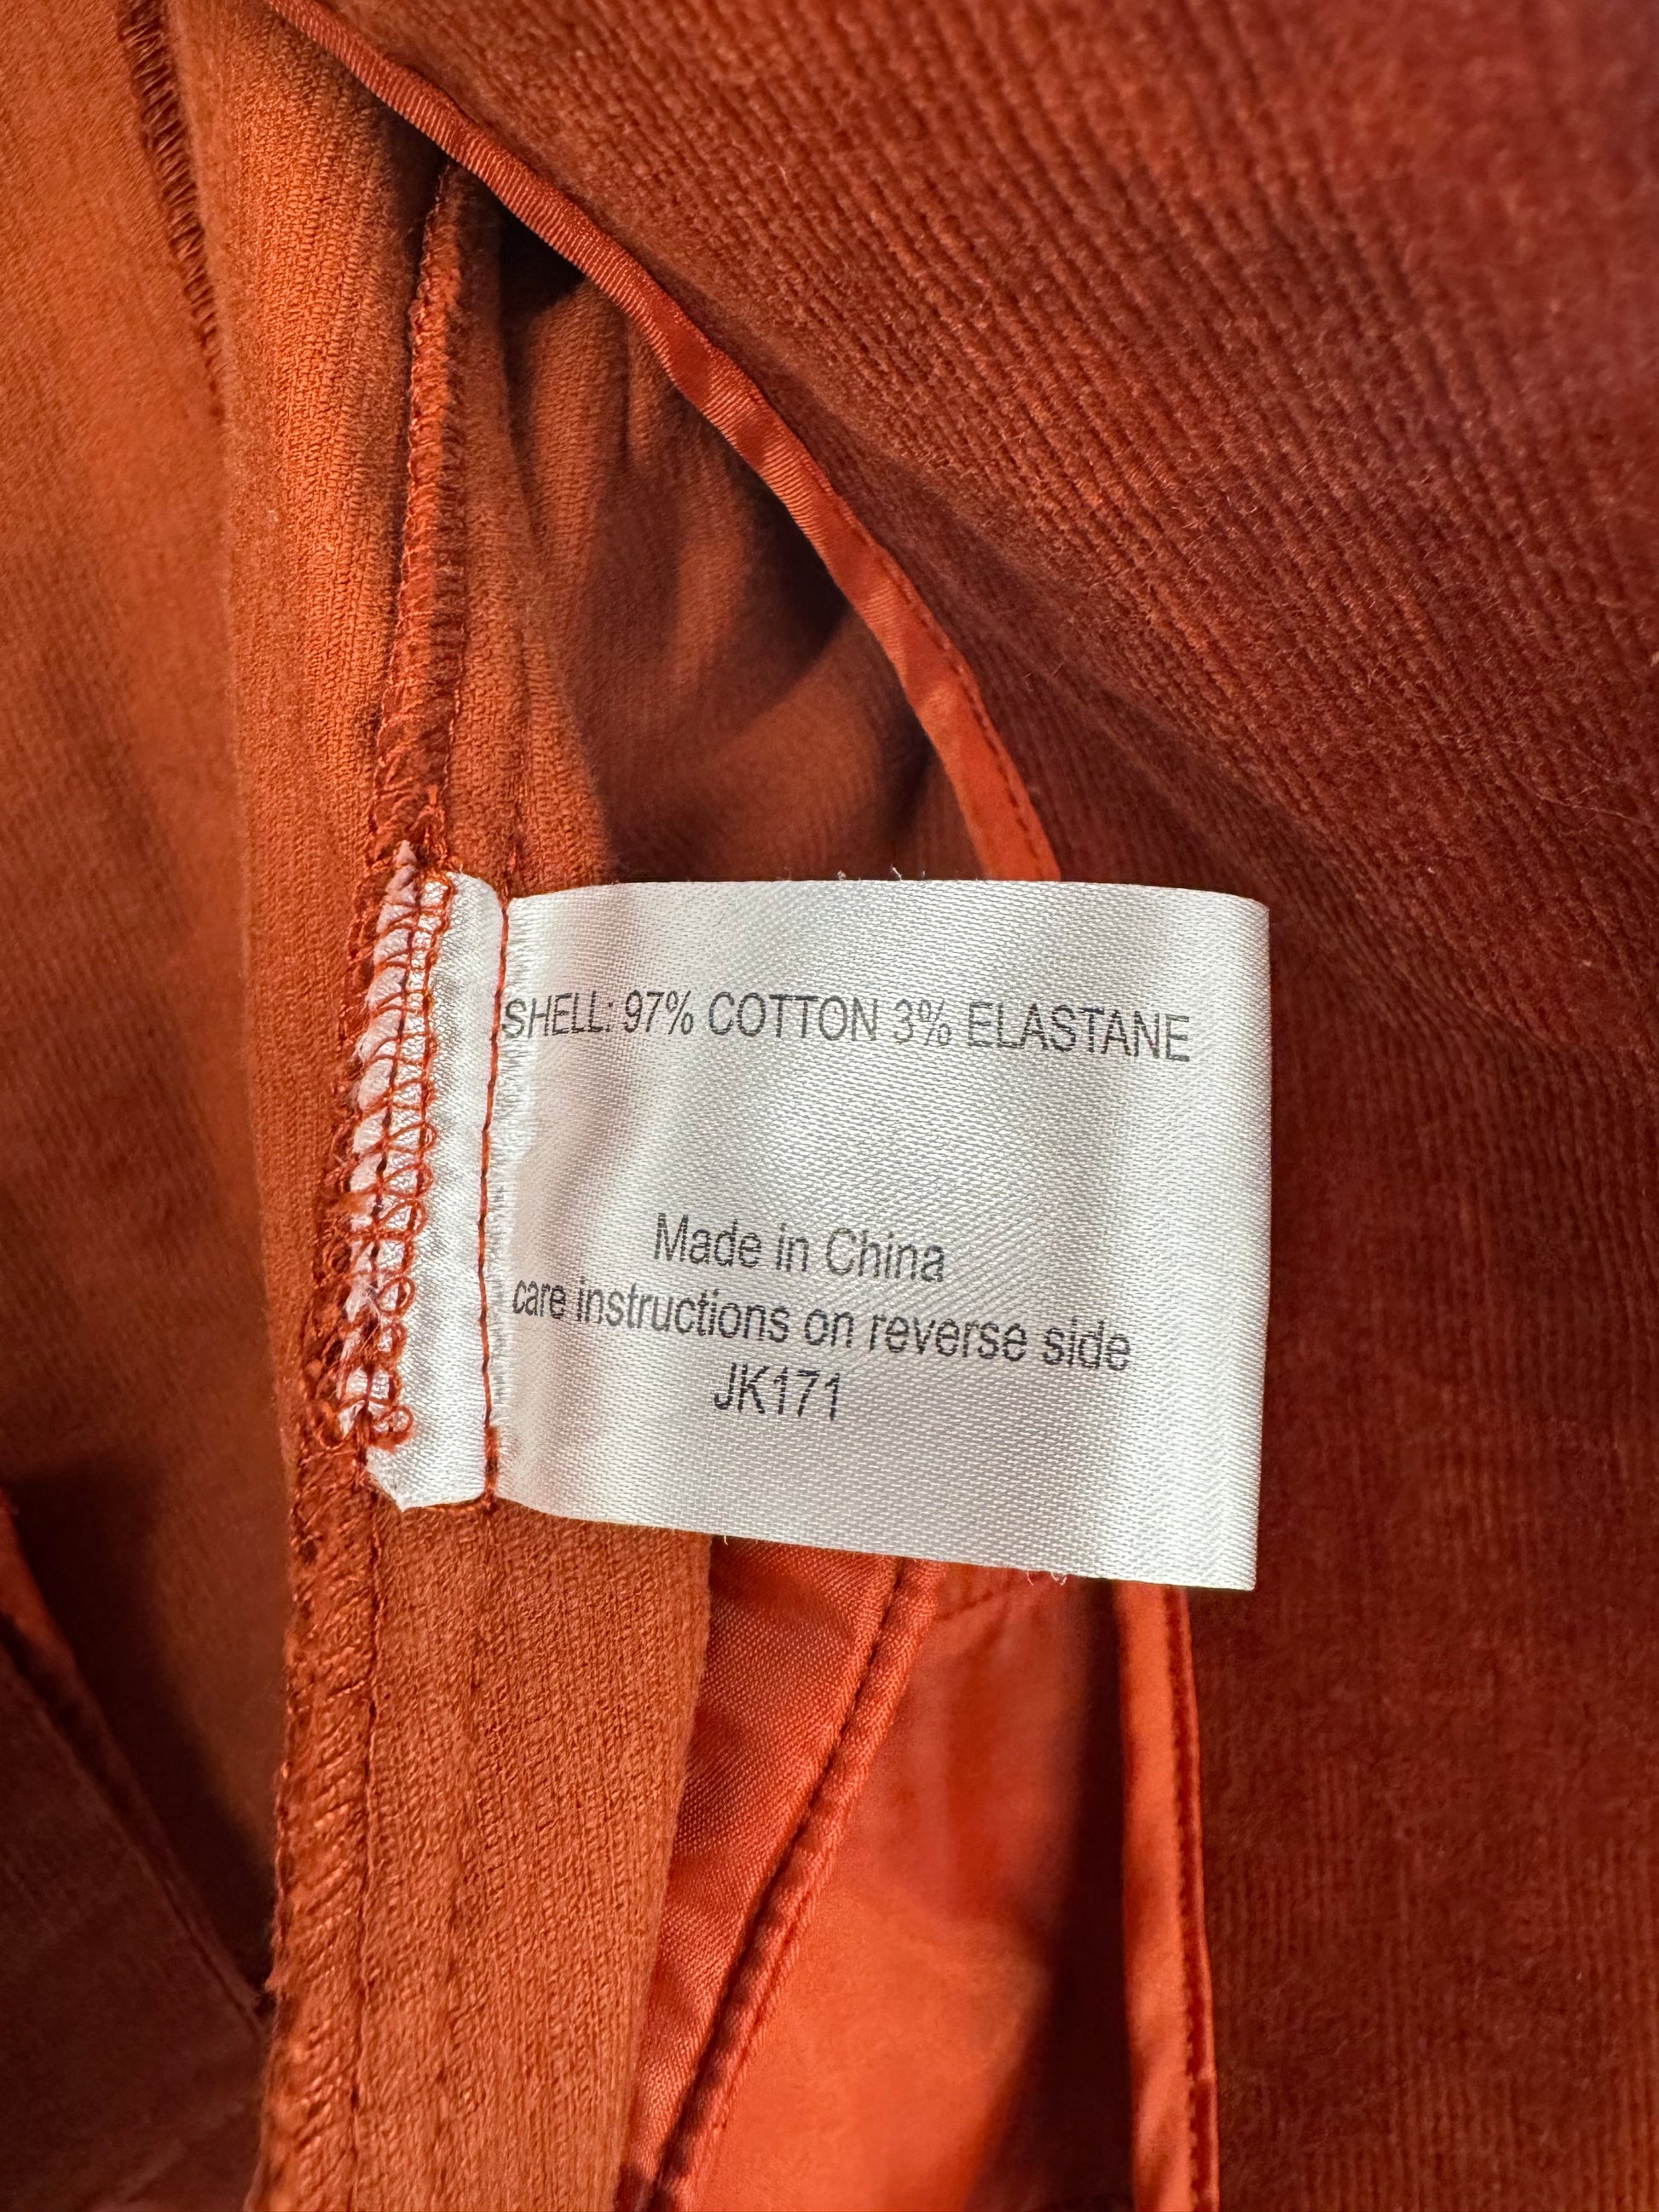 SHELL: 97% COTTON 3% ELASTANE
Made in China
care instructions on reverse side
JK171